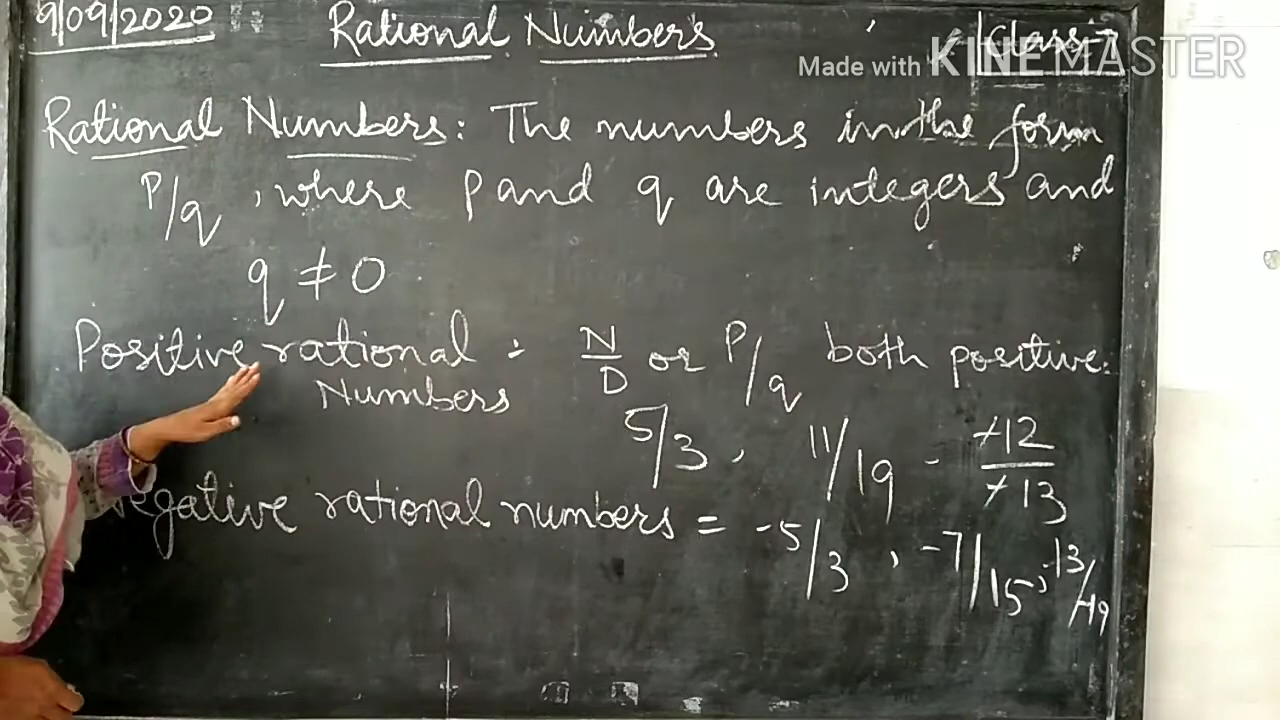 9/09/2020 Rational Numbers Class-7
Made with KINEMASTER
Rational Numbers: The numbers in the form
P/q, where p and q are integers and
q ≠ 0
Positive rational : N/D or P/q both positive.
Numbers
5/3, 11/19 - -12/-13
Negative rational numbers = -5/3, -7/15, -13/19